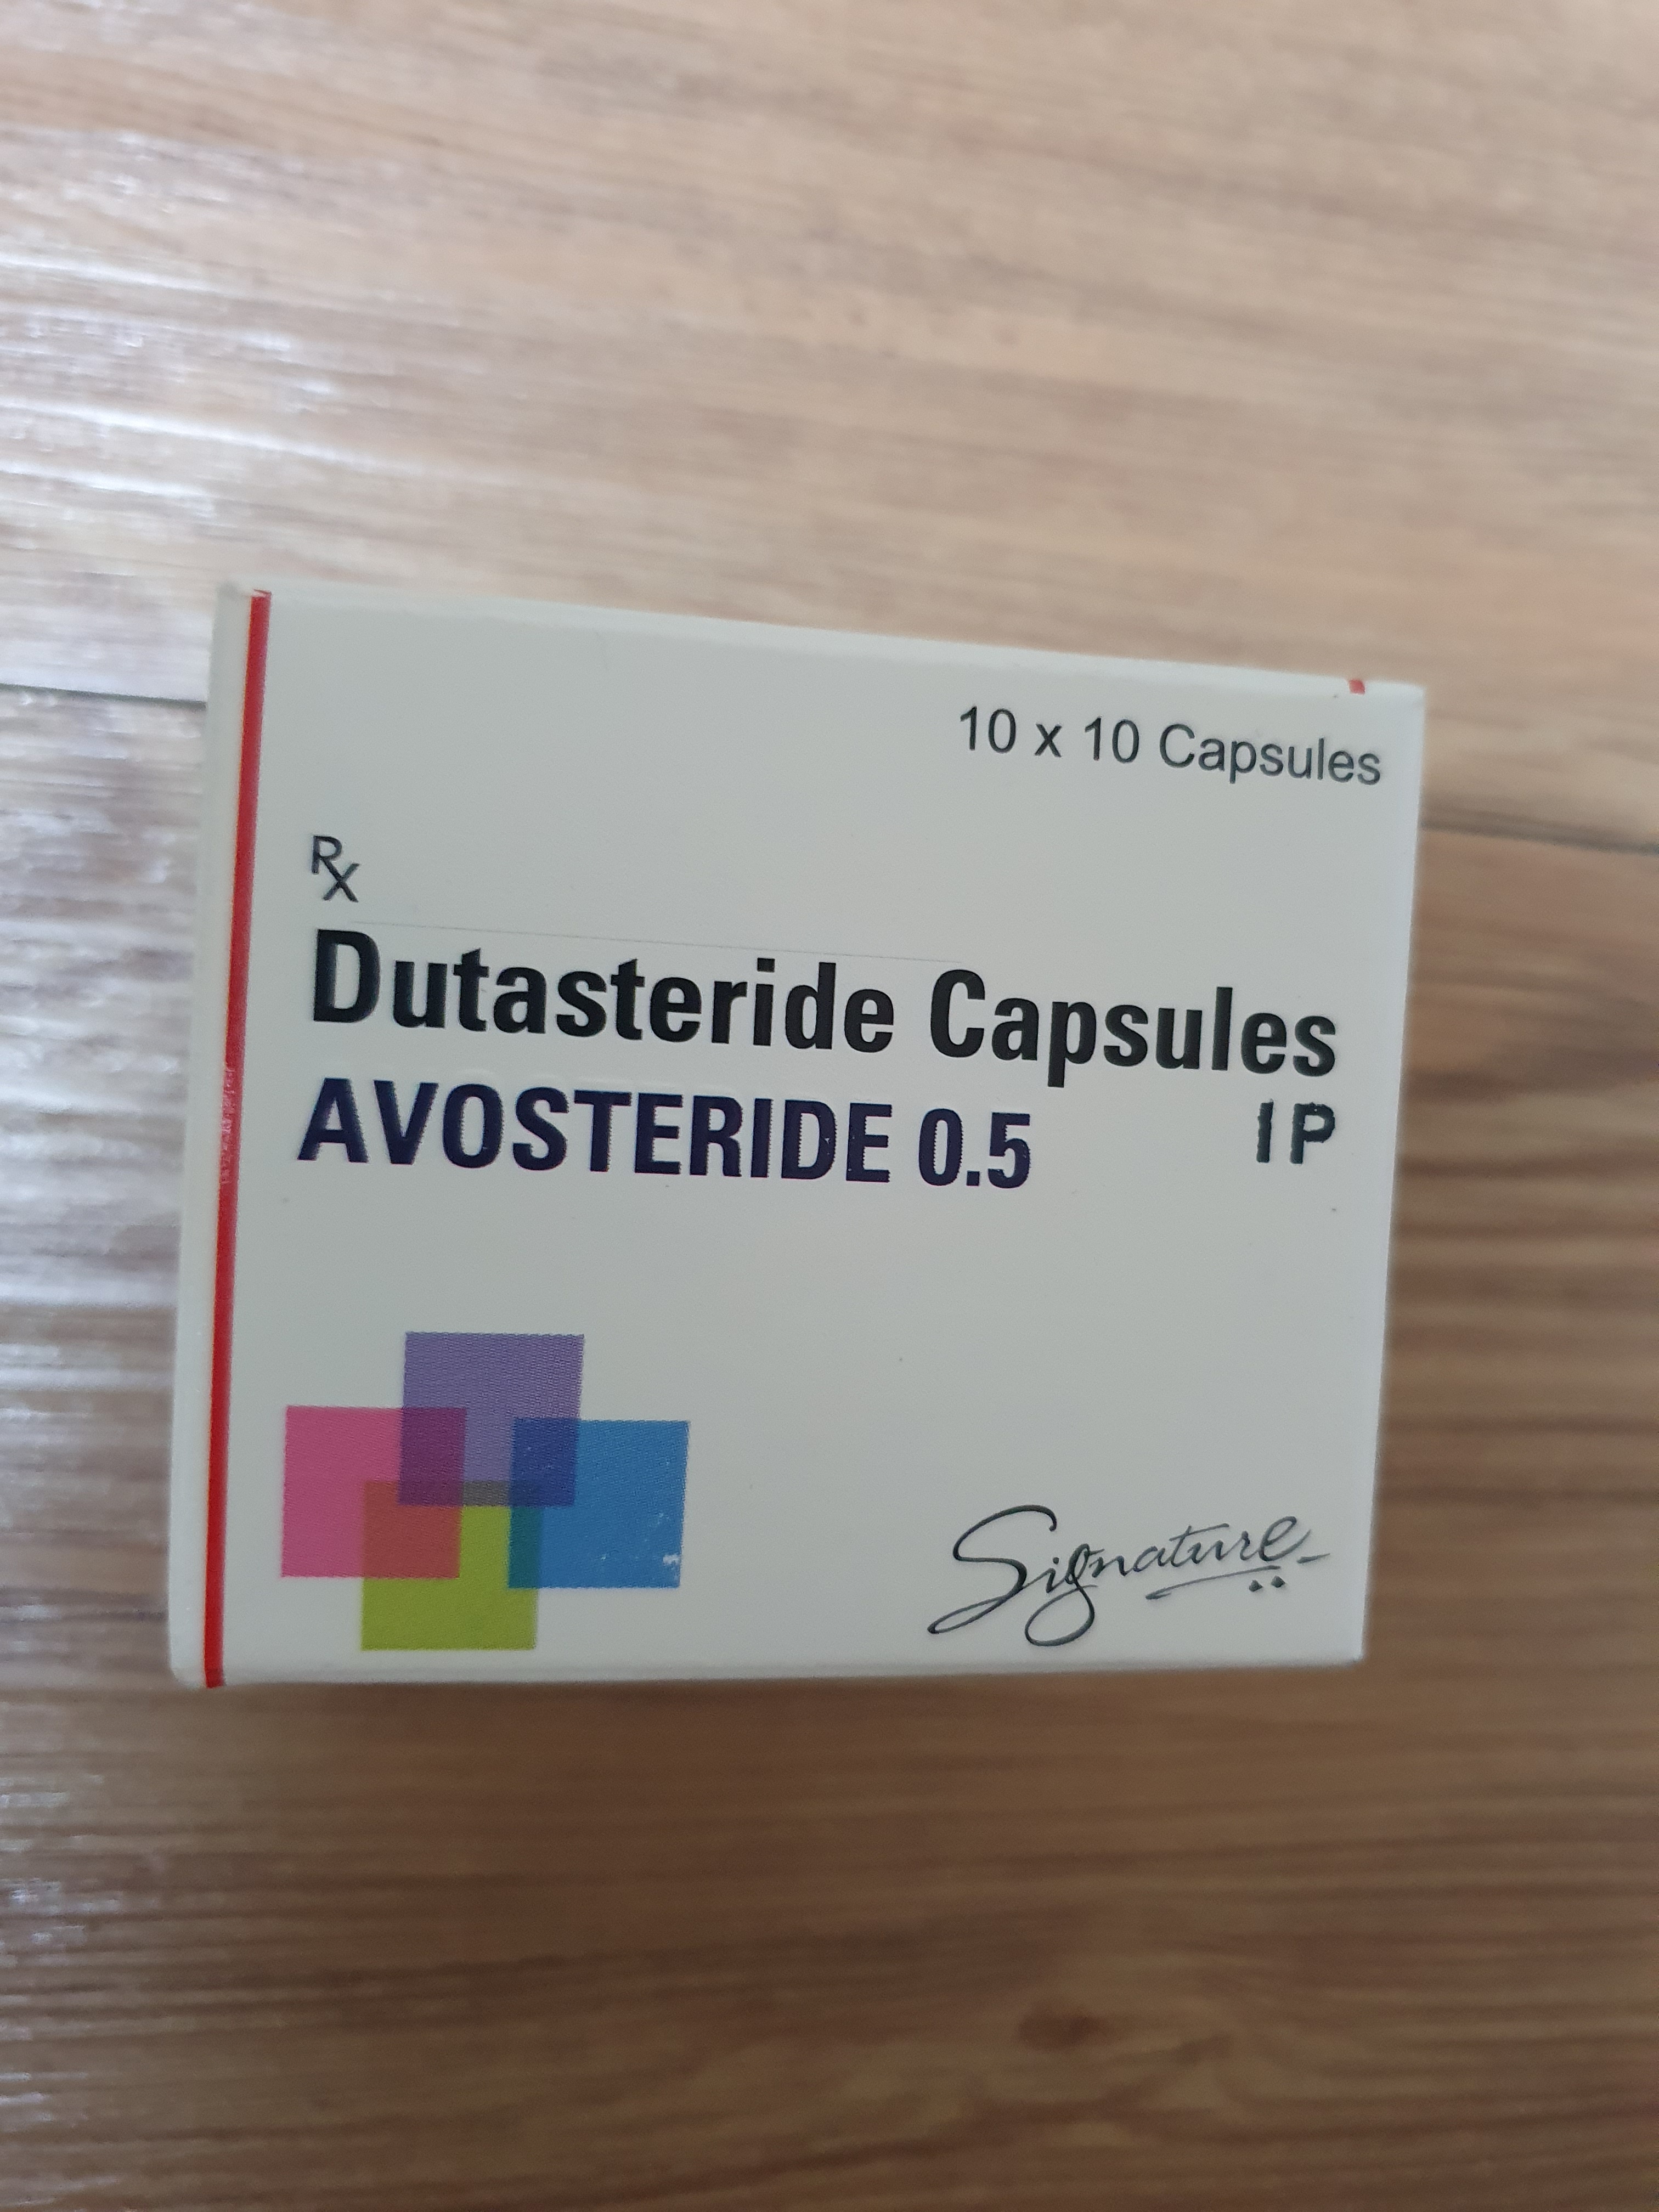 10 x 10 Capsules
Rx
Dutasteride Capsules
AVOSTERIDE 0.5 IP
Signature